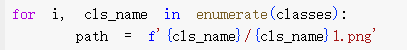 for i, cls_name in enumerate(classes):
    path = f'{cls_name}/{cls_name}1.png'